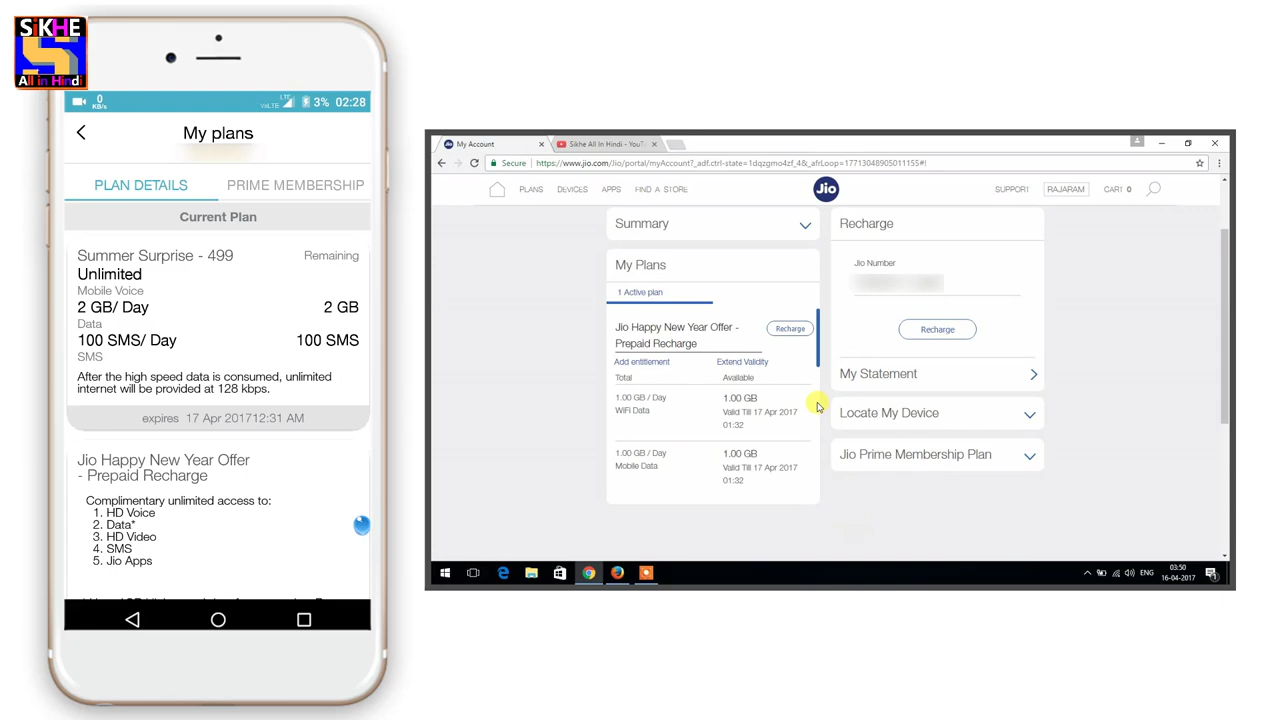 SiKHE
All in Hindi
0
KB/s
VoLTE
LTE
3%
02:28
My plans
PLAN DETAILS
PRIME MEMBERSHIP
Current Plan
Summer Surprise - 499
Remaining
Unlimited
Mobile Voice
2 GB/ Day
2 GB
Data
100 SMS/ Day
100 SMS
SMS
After the high speed data is consumed, unlimited
internet will be provided at 128 kbps.
expires 17 Apr 201712:31 AM
Jio Happy New Year Offer
- Prepaid Recharge
Complimentary unlimited access to:
1. HD Voice
2. Data*
3. HD Video
4. SMS
5. Jio Apps
My Account
Sikhe All In Hindi - YouT
Secure
https://www.jio.com/Jio/portal/myAccount?_adf.ctrl-state=1dqzgmo4zf_4&_afrLoop=17713048905011155#!
PLANS
DEVICES
APPS
FIND A STORE
Jio
SUPPORT
RAJARAM
CART 0
Summary
My Plans
1 Active plan
Jio Happy New Year Offer -
Prepaid Recharge
Recharge
Add entitlement
Extend Validity
Total
Available
1.00 GB / Day
WiFi Data
1.00 GB
Valid Till 17 Apr 2017
01:32
1.00 GB / Day
Mobile Data
1.00 GB
Valid Till 17 Apr 2017
01:32
Recharge
Jio Number
Recharge
My Statement
Locate My Device
Jio Prime Membership Plan
ENG
03:50
16-04-2017